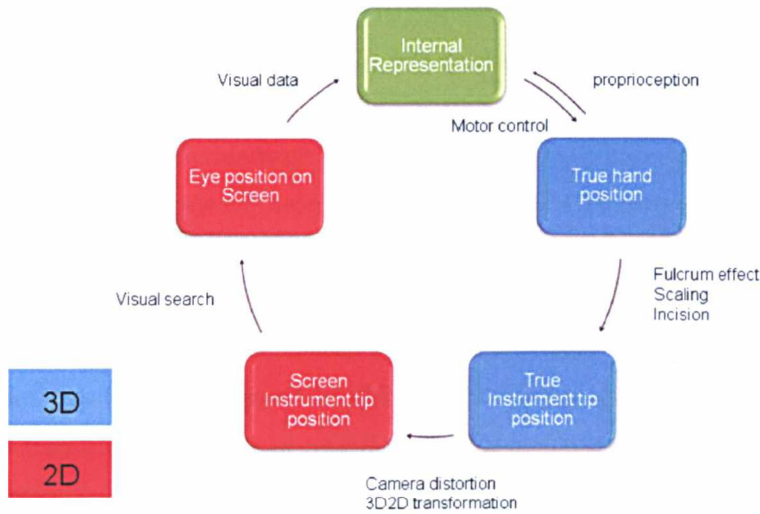 Internal
Representation
Visual data
proprioception
Motor control
Eye position on
Screen
True hand
position
Fulcrum effect
Scaling
Incision
Visual search
Screen
Instrument tip
position
True
Instrument tip
position
3D
2D
Camera distortion
3D2D transformation